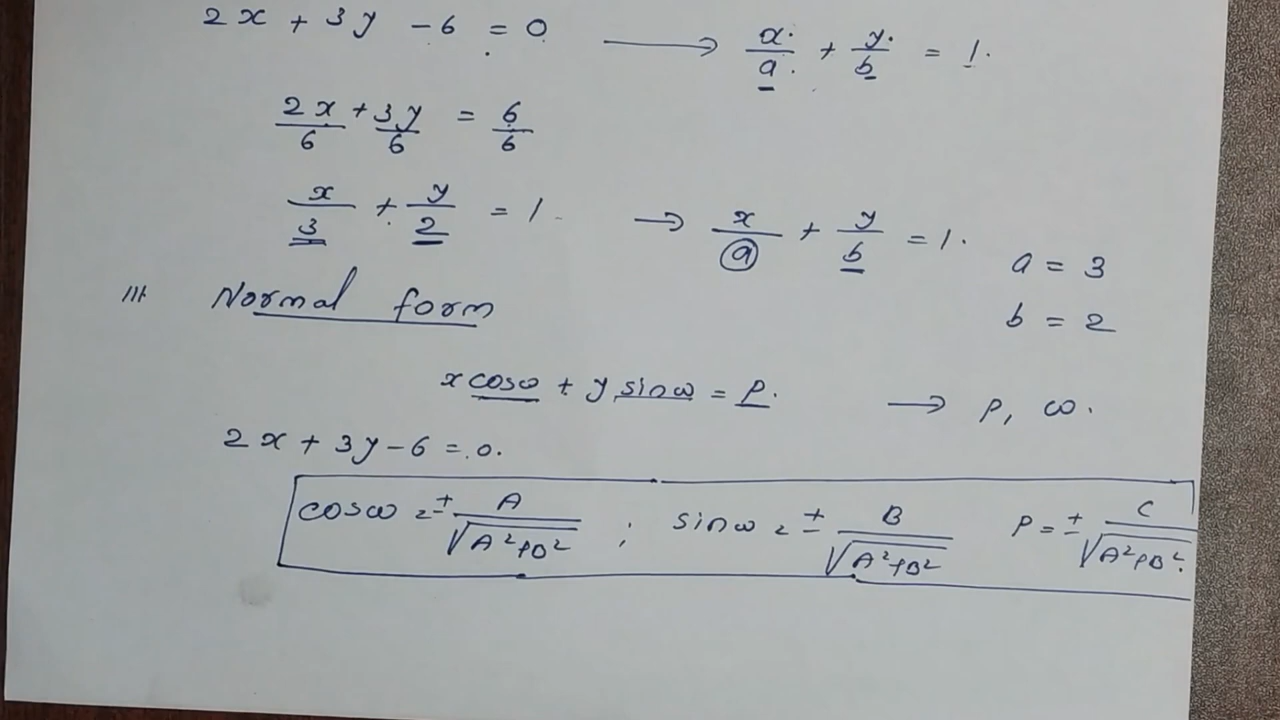 2x + 3y - 6 = 0 ⟶ x/a + y/b = 1.
2x/6 + 3y/6 = 6/6
x/3 + y/2 = 1 → x/a + y/b = 1.
a = 3
b = 2
III Normal form
x cosω + y sinω = p. → p, ω.
2x + 3y - 6 = 0.
cosω = ± A/√(A²+B²) ; sinω = ± B/√(A²+B²) p = ± C/√(A²+B²).